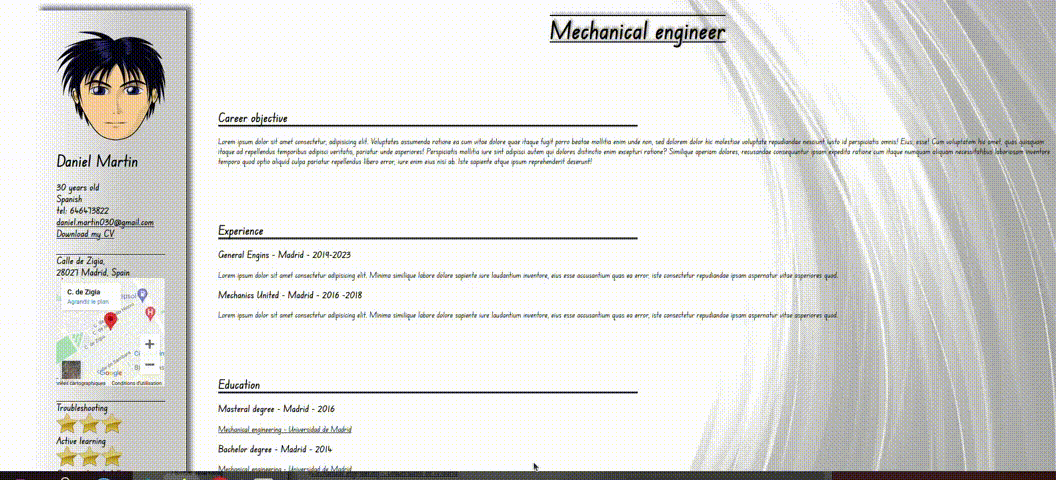 Mechanical engineer
Daniel Martin
30 years old
Spanish
tel: 646473822
daniel.martin030@gmail.com
Download my CV
Calle de Zigia,
28027 Madrid, Spain
C. de Zigia
Agrandir le plan
Google
Conditions d'utilisation
Troubleshooting
Active learning
Career objective
Lorem ipsum dolor sit amet consectetur, adipisicing elit. Voluptates assumenda ratione ea cum vitae dolore quae itaque fugit porro beatae mollitia enim unde non, sed dolorem dolor hic molestiae voluptate repudiandae nesciunt iusto id perspiciatis omnis! Eius, esse! Cum voluptatem hic amet, quas quisquam
itaque ad repellendus temporibus adipisci veritatis, pariatur unde asperiores! Perspiciatis mollitia iure sint adipisci autem qui dolores distinctio enim excepturi ratione? Similique aperiam dolores, recusandae consequuntur ipsam expedita ratione cum itaque numquam aliquam necessitatibus laboriosam inventore
tempora quod optio aliquid culpa pariatur repellendus libero error, iure enim eius nisi ab. Iste sapiente atque ipsum reprehenderit deserunt!
Experience
General Engins - Madrid - 2019-2023
Lorem ipsum dolor sit amet consectetur adipisicing elit. Minima similique labore dolore sapiente iure laudantium inventore, eius esse accusantium quas ea error, iste consectetur repudiandae ipsam aspernatur vitae asperiores quod.
Mechanics United - Madrid - 2016 -2018
Lorem ipsum dolor sit amet consectetur adipisicing elit. Minima similique labore dolore sapiente iure laudantium inventore, eius esse accusantium quas ea error, iste consectetur repudiandae ipsam aspernatur vitae asperiores quod.
Education
Masteral degree - Madrid - 2016
Mechanical engineering - Universidad de Madrid
Bachelor degree - Madrid - 2014
Mechanical engineering - Universidad de Madrid